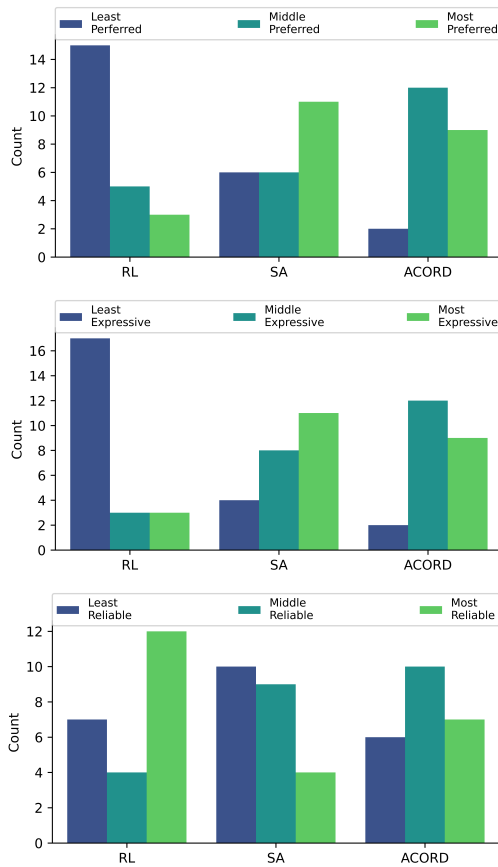 Least Perferred
Middle Preferred
Most Preferred
14
12
10
8
6
4
2
0
Count
RL SA ACORD
Least Expressive
Middle Expressive
Most Expressive
16
14
12
10
8
6
4
2
0
Count
RL SA ACORD
Least Reliable
Middle Reliable
Most Reliable
12
10
8
6
4
2
0
Count
RL SA ACORD